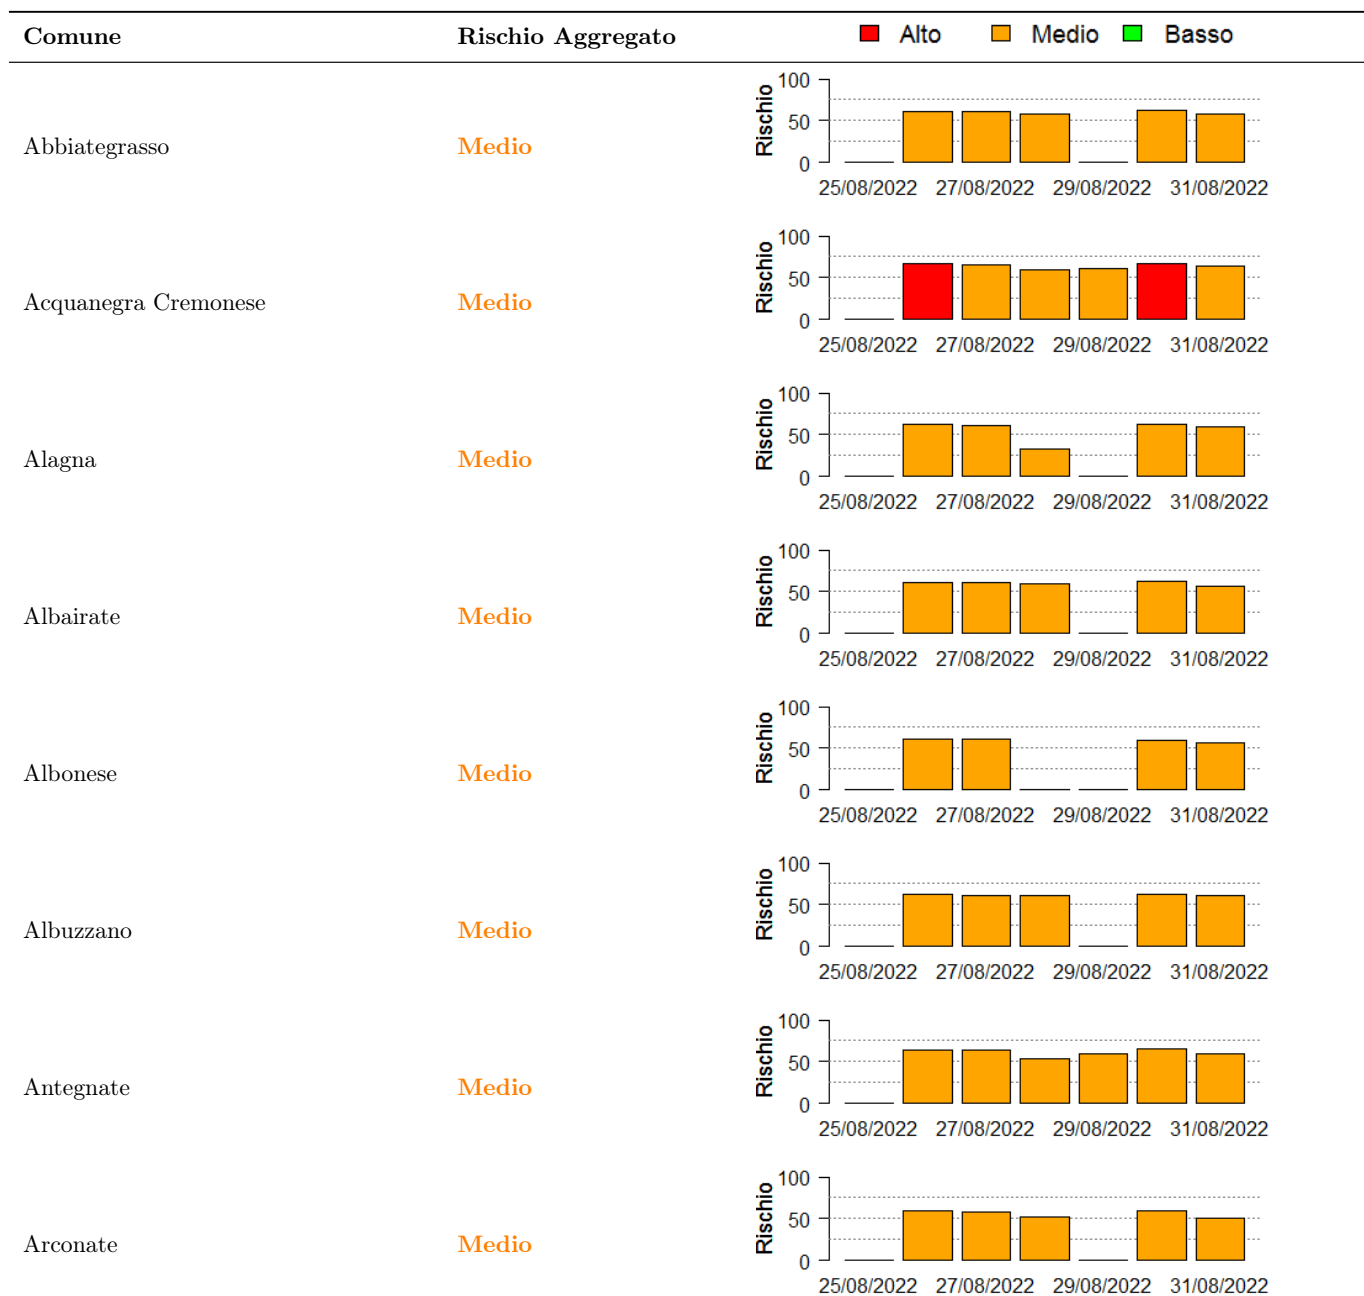 Comune Rischio Aggregato Alto Medio Basso
Rischio
100
50
0
Abbiategrasso Medio
25/08/2022 27/08/2022 29/08/2022 31/08/2022
Rischio
100
50
0
Acquanegra Cremonese Medio
25/08/2022 27/08/2022 29/08/2022 31/08/2022
Rischio
100
50
0
Alagna Medio
25/08/2022 27/08/2022 29/08/2022 31/08/2022
Rischio
100
50
0
Albairate Medio
25/08/2022 27/08/2022 29/08/2022 31/08/2022
Rischio
100
50
0
Albonese Medio
25/08/2022 27/08/2022 29/08/2022 31/08/2022
Rischio
100
50
0
Albuzzano Medio
25/08/2022 27/08/2022 29/08/2022 31/08/2022
Rischio
100
50
0
Antegnate Medio
25/08/2022 27/08/2022 29/08/2022 31/08/2022
Rischio
100
50
0
Arconate Medio
25/08/2022 27/08/2022 29/08/2022 31/08/2022